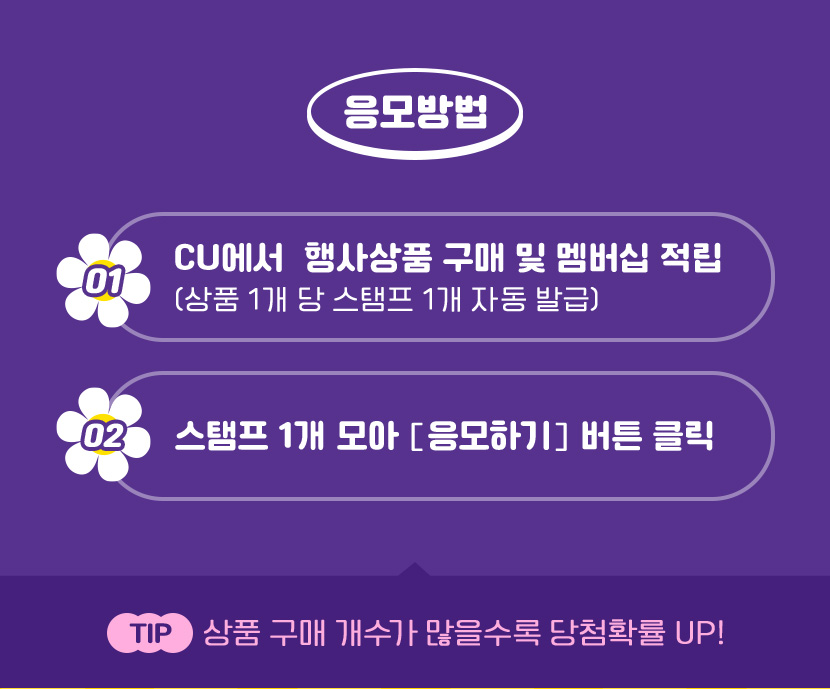 응모방법
01
CU에서 행사상품 구매 및 멤버십 적립
(상품 1개 당 스탬프 1개 자동 발급)
02
스탬프 1개 모아 [응모하기] 버튼 클릭
TIP 상품 구매 개수가 많을수록 당첨확률 UP!